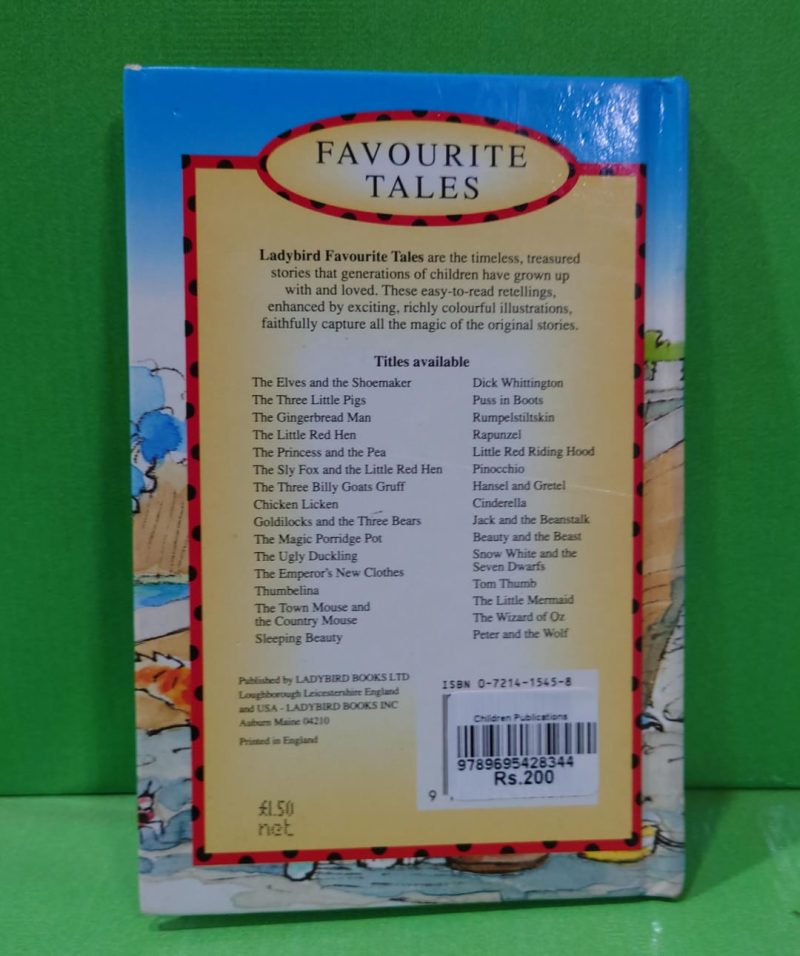 FAVOURITE
TALES
Ladybird Favourite Tales are the timeless, treasured
stories that generations of children have grown up
with and loved. These easy-to-read retellings,
enhanced by exciting, richly colourful illustrations,
faithfully capture all the magic of the original stories.
Titles available
The Elves and the Shoemaker
The Three Little Pigs
The Gingerbread Man
The Little Red Hen
The Princess and the Pea
The Sly Fox and the Little Red Hen
The Three Billy Goats Gruff
Chicken Licken
Goldilocks and the Three Bears
The Magic Porridge Pot
The Ugly Duckling
The Emperor's New Clothes
Thumbelina
The Town Mouse and
the Country Mouse
Sleeping Beauty
Dick Whittington
Puss in Boots
Rumpelstiltskin
Rapunzel
Little Red Riding Hood
Pinocchio
Hansel and Gretel
Cinderella
Jack and the Beanstalk
Beauty and the Beast
Snow White and the
Seven Dwarfs
Tom Thumb
The Little Mermaid
The Wizard of Oz
Peter and the Wolf
Published by LADYBIRD BOOKS LTD
Loughborough Leicestershire England
and USA - LADYBIRD BOOKS INC
Auburn Maine 04210
Printed in England
£1.50
net
ISBN 0-7214-1545-8
Children Publications
9789695428344
Rs.200
9